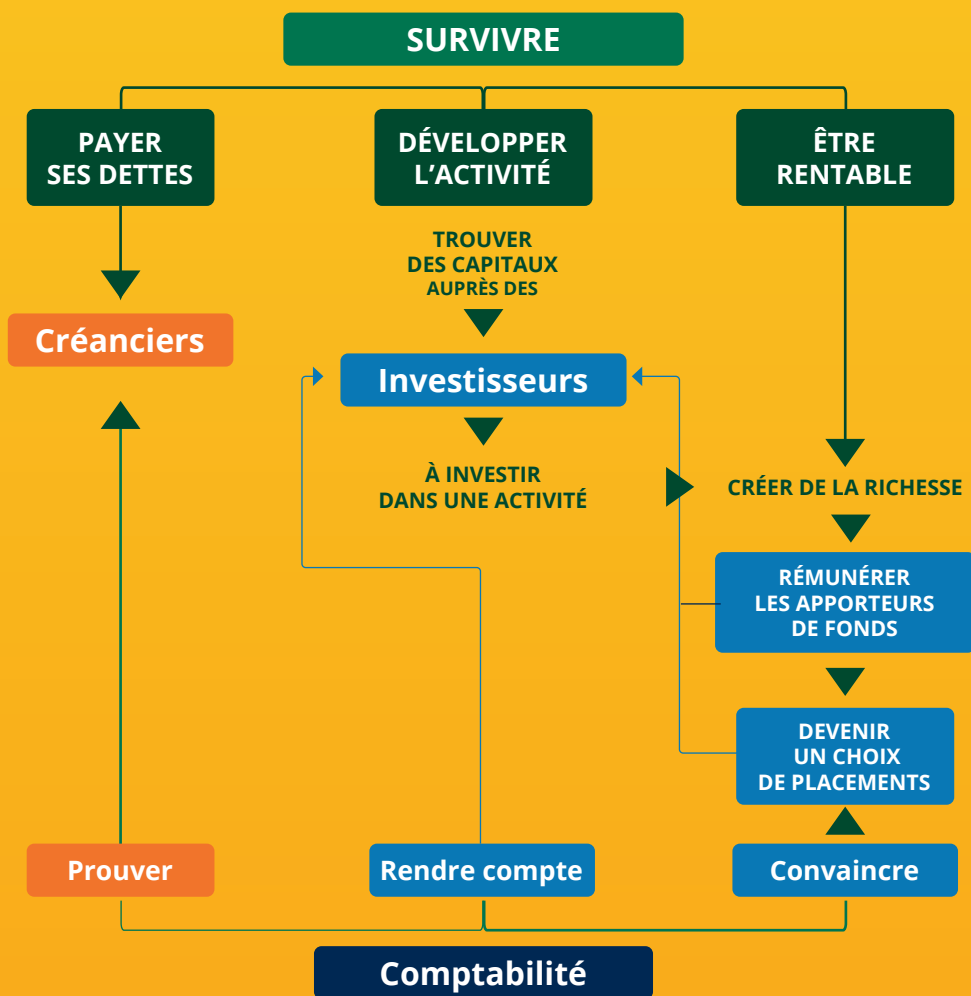 SURVIVRE
PAYER
SES DETTES
DÉVELOPPER
L’ACTIVITÉ
ÊTRE
RENTABLE
TROUVER
DES CAPITAUX
AUPRÈS DES
Créanciers
Investisseurs
À INVESTIR
DANS UNE ACTIVITÉ
CRÉER DE LA RICHESSE
RÉMUNÉRER
LES APPORTEURS
DE FONDS
DEVENIR
UN CHOIX
DE PLACEMENTS
Prouver
Rendre compte
Convaincre
Comptabilité